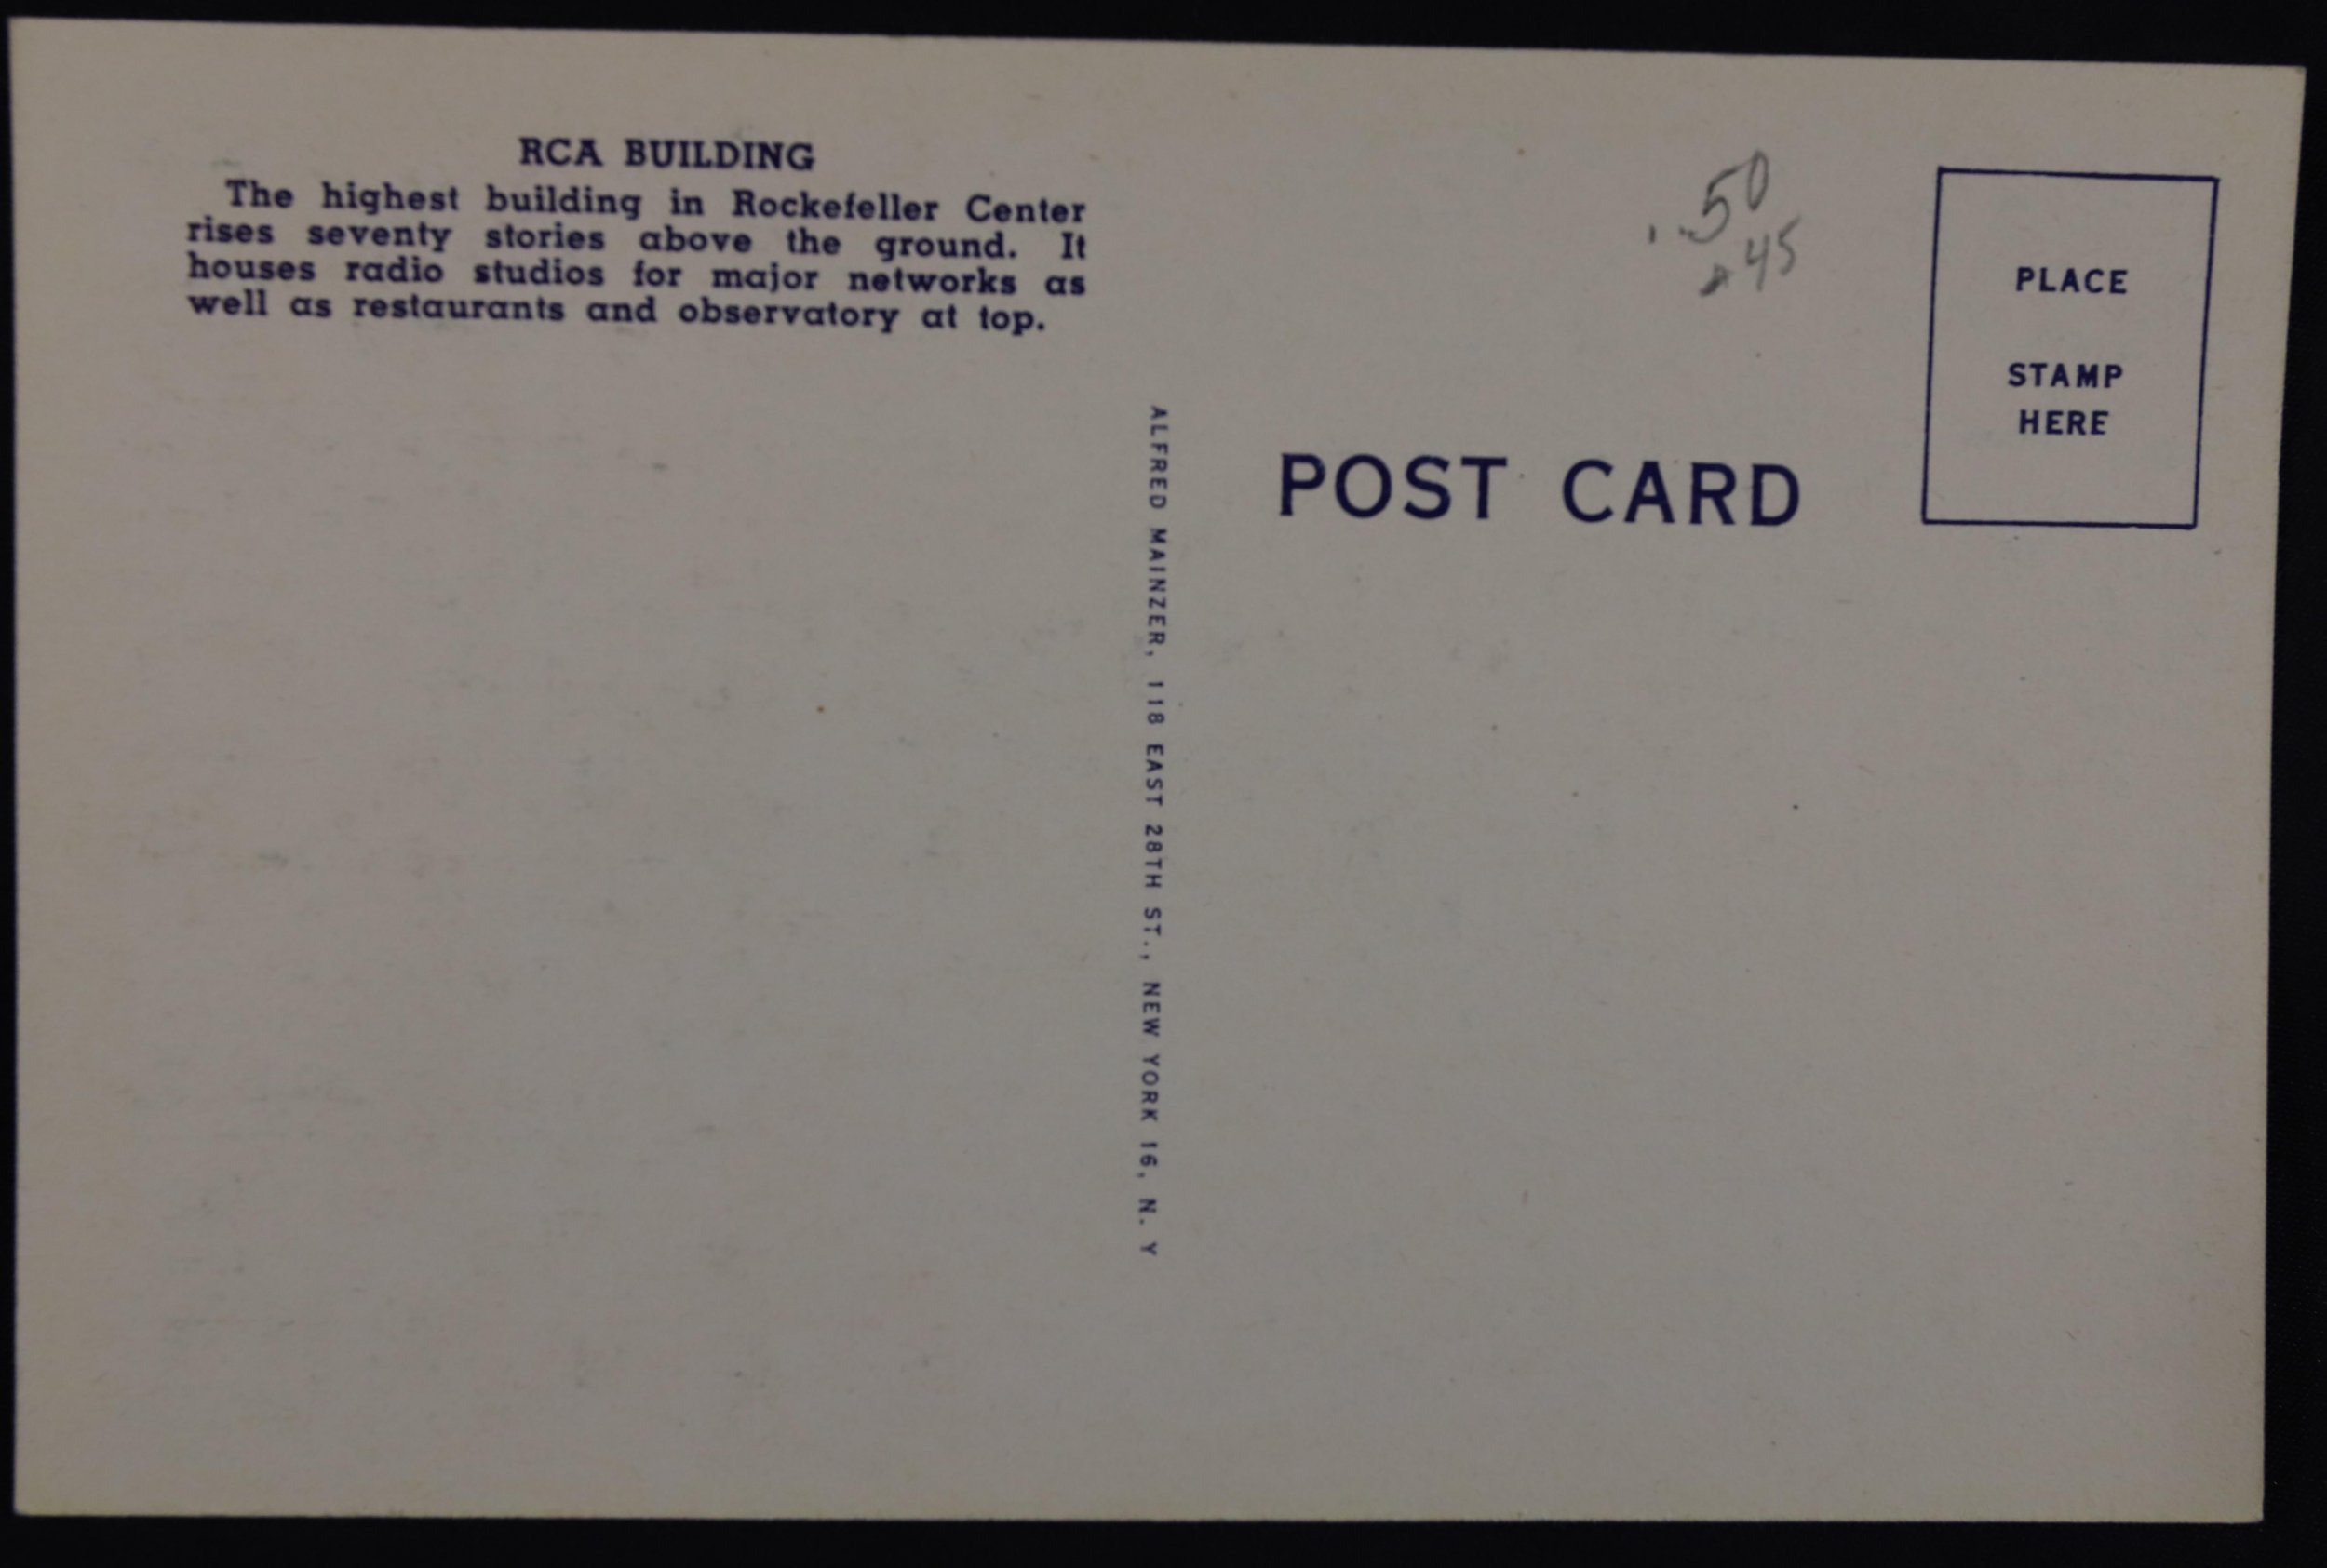 RCA BUILDING
The highest building in Rockefeller Center
rises seventy stories above the ground. It
houses radio studios for major networks as
well as restaurants and observatory at top.
ALFRED MAINZER, 118 EAST 28TH ST., NEW YORK 16, N. Y
.50
.45
POST CARD
PLACE
STAMP
HERE